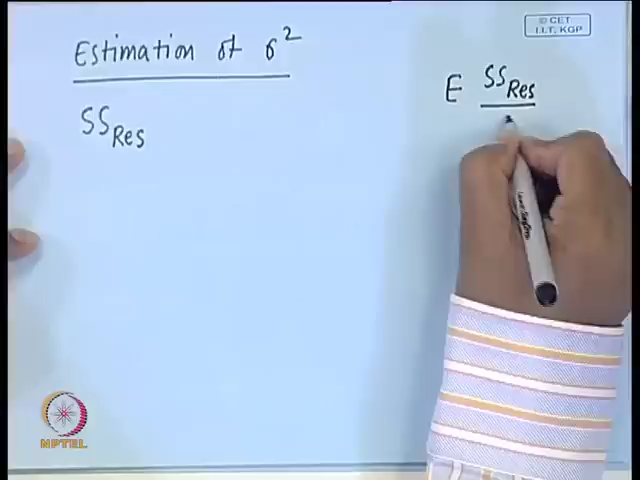 Estimation of σ²
SS_Res
E SS_Res
© CET
I.I.T. KGP
NPTEL